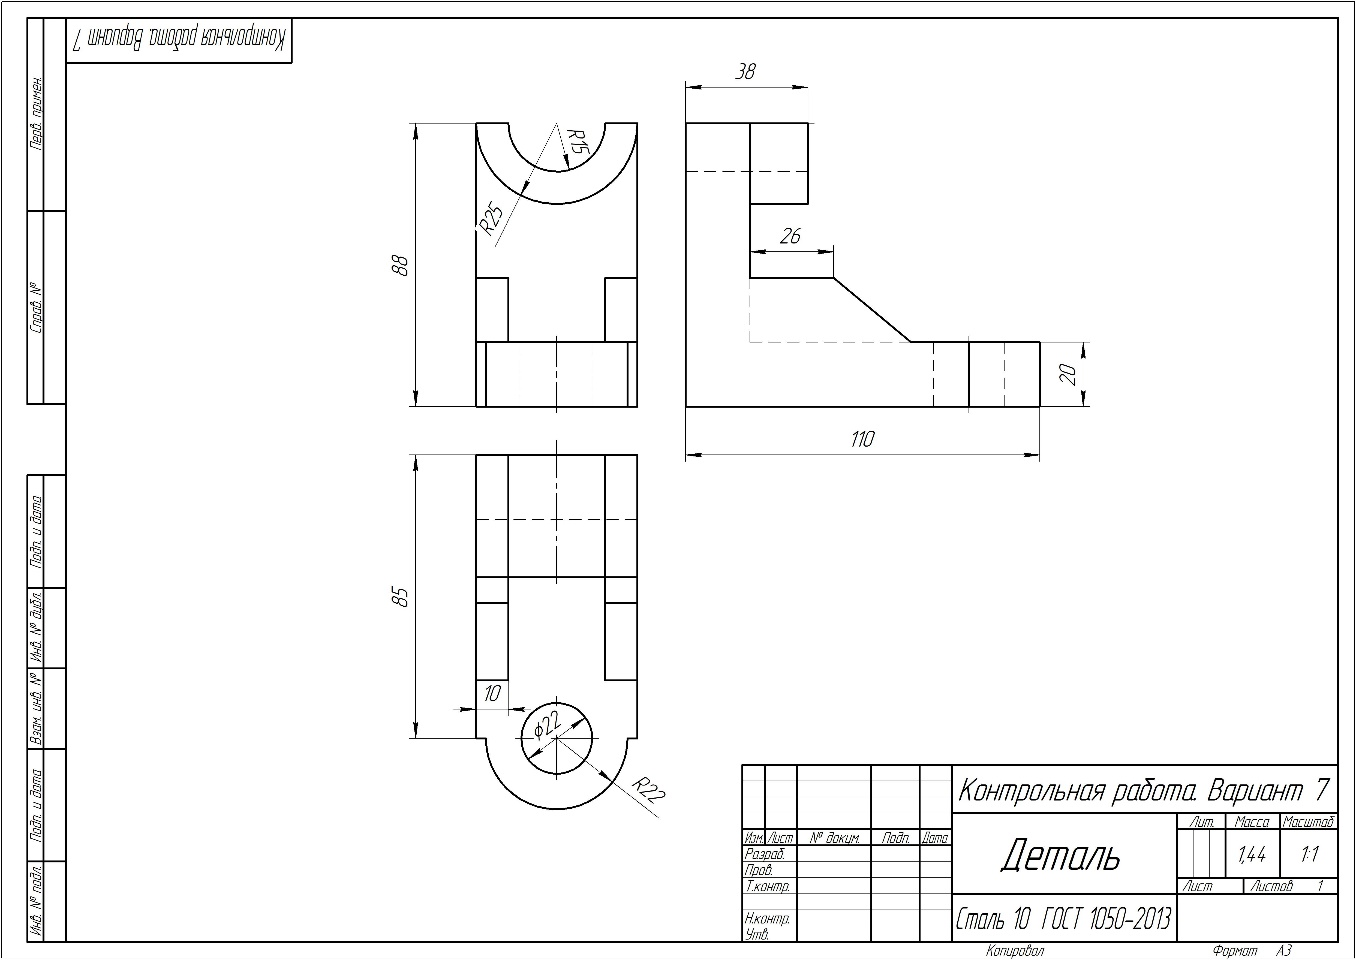 Контрольная работа. Вариант 7
Перв. примен.
Справ. №
Подп. и дата
Инв. № дубл.
Взам. инв. №
Подп. и дата
Инв. № подл.
38
R15
R25
88
26
20
110
85
10
ϕ22
R22
Контрольная работа. Вариант 7
Изм. Лист № докум. Подп. Дата
Разраб.
Пров.
Т.контр.
Н.контр.
Утв.
Деталь
Лит. Масса Масштаб
1,44 1:1
Лист Листов 1
Сталь 10 ГОСТ 1050-2013
Копировал Формат A3